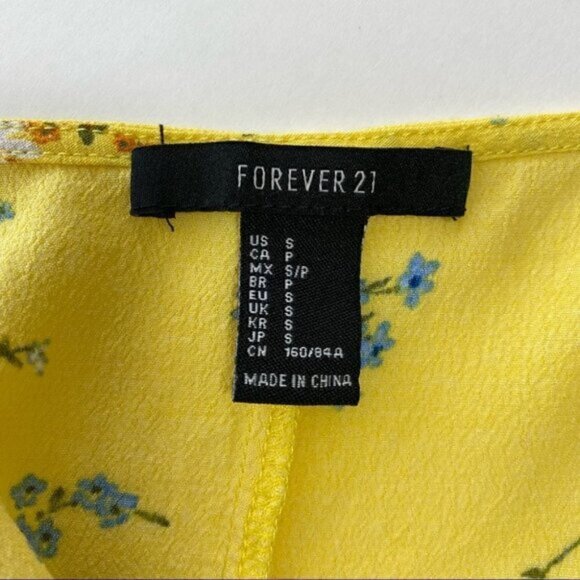 FOREVER 21
US S
CA P
MX S/P
BR P
EU S
UK S
KR S
JP S
CN 160/84A
MADE IN CHINA